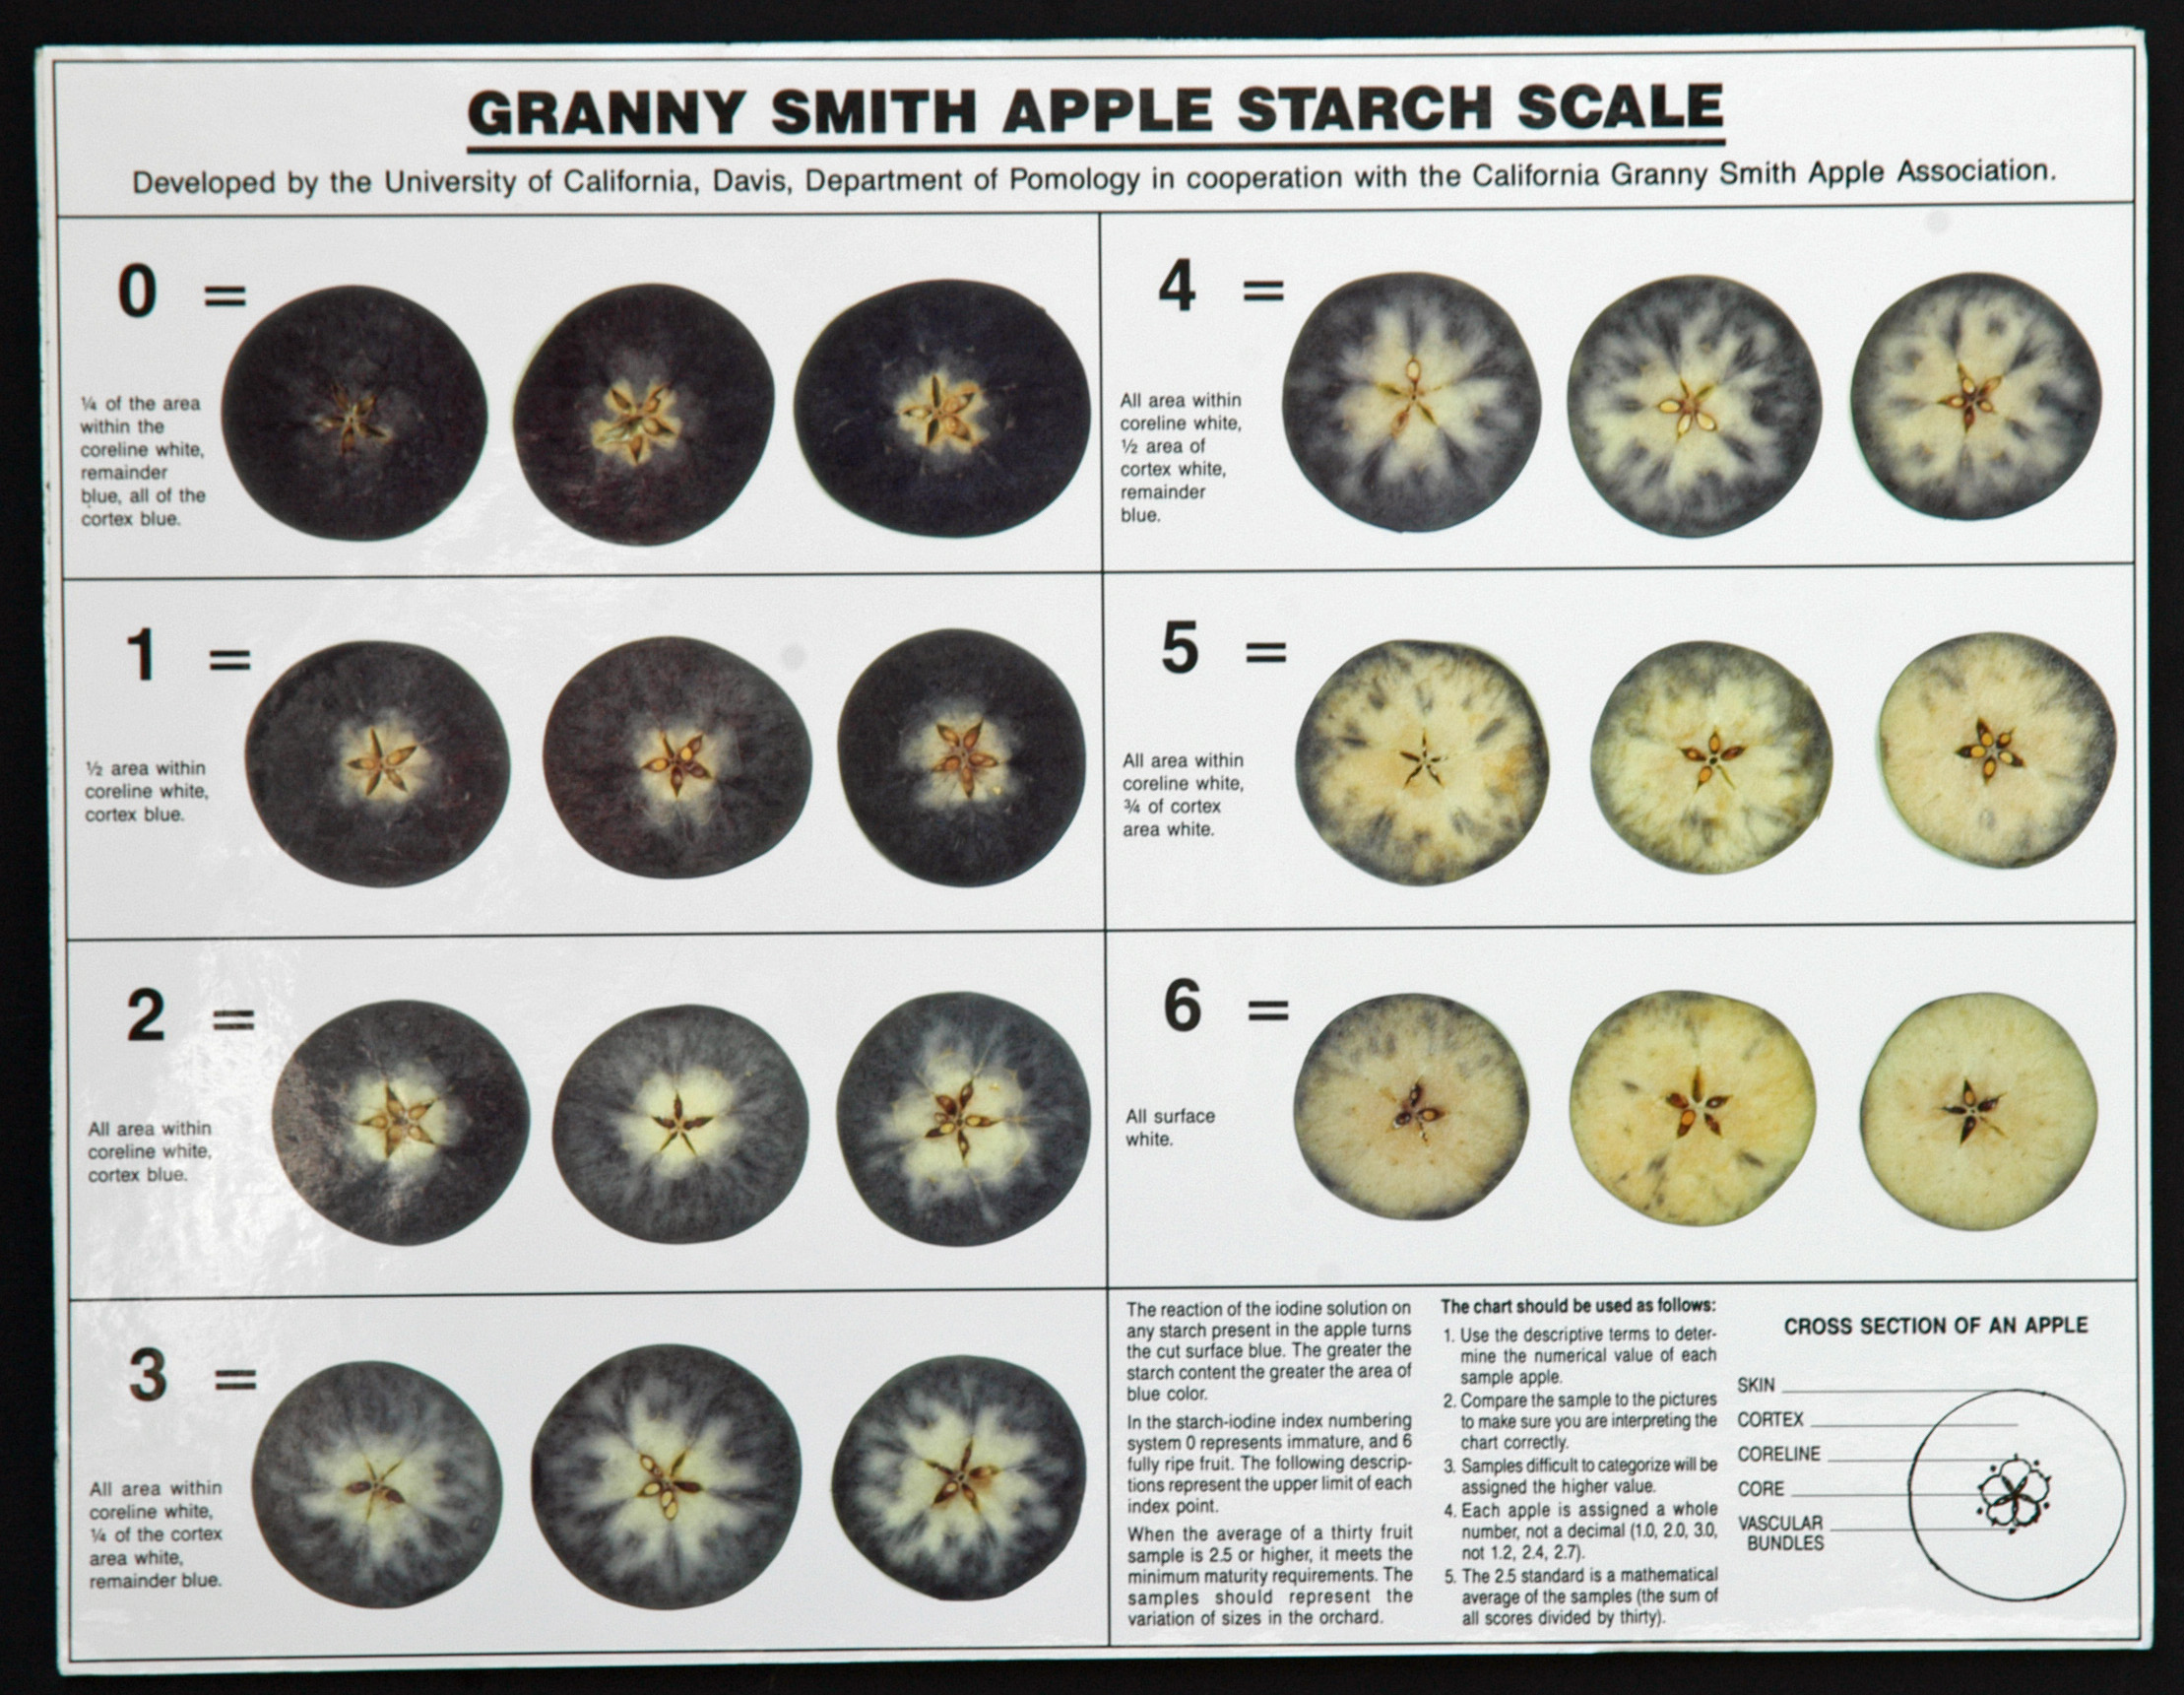 GRANNY SMITH APPLE STARCH SCALE
Developed by the University of California, Davis, Department of Pomology in cooperation with the California Granny Smith Apple Association.
0 =
¼ of the area
within the
coreline white,
remainder
blue, all of the
cortex blue.
1 =
½ area within
coreline white,
cortex blue.
2 =
All area within
coreline white,
cortex blue.
3 =
All area within
coreline white,
¼ of the cortex
area white,
remainder blue.
4 =
All area within
coreline white,
½ area of
cortex white,
remainder
blue.
5 =
All area within
coreline white,
¾ of cortex
area white.
6 =
All surface
white.
The reaction of the iodine solution on
any starch present in the apple turns
the cut surface blue. The greater the
starch content the greater the area of
blue color.
In the starch-iodine index numbering
system 0 represents immature, and 6
fully ripe fruit. The following descrip-
tions represent the upper limit of each
index point.
When the average of a thirty fruit
sample is 2.5 or higher, it meets the
minimum maturity requirements. The
samples should represent the
variation of sizes in the orchard.
The chart should be used as follows:
1. Use the descriptive terms to deter-
mine the numerical value of each
sample apple.
2. Compare the sample to the pictures
to make sure you are interpreting the
chart correctly.
3. Samples difficult to categorize will be
assigned the higher value.
4. Each apple is assigned a whole
number, not a decimal (1.0, 2.0, 3.0,
not 1.2, 2.4, 2.7).
5. The 2.5 standard is a mathematical
average of the samples (the sum of
all scores divided by thirty).
CROSS SECTION OF AN APPLE
SKIN
CORTEX
CORELINE
CORE
VASCULAR
BUNDLES